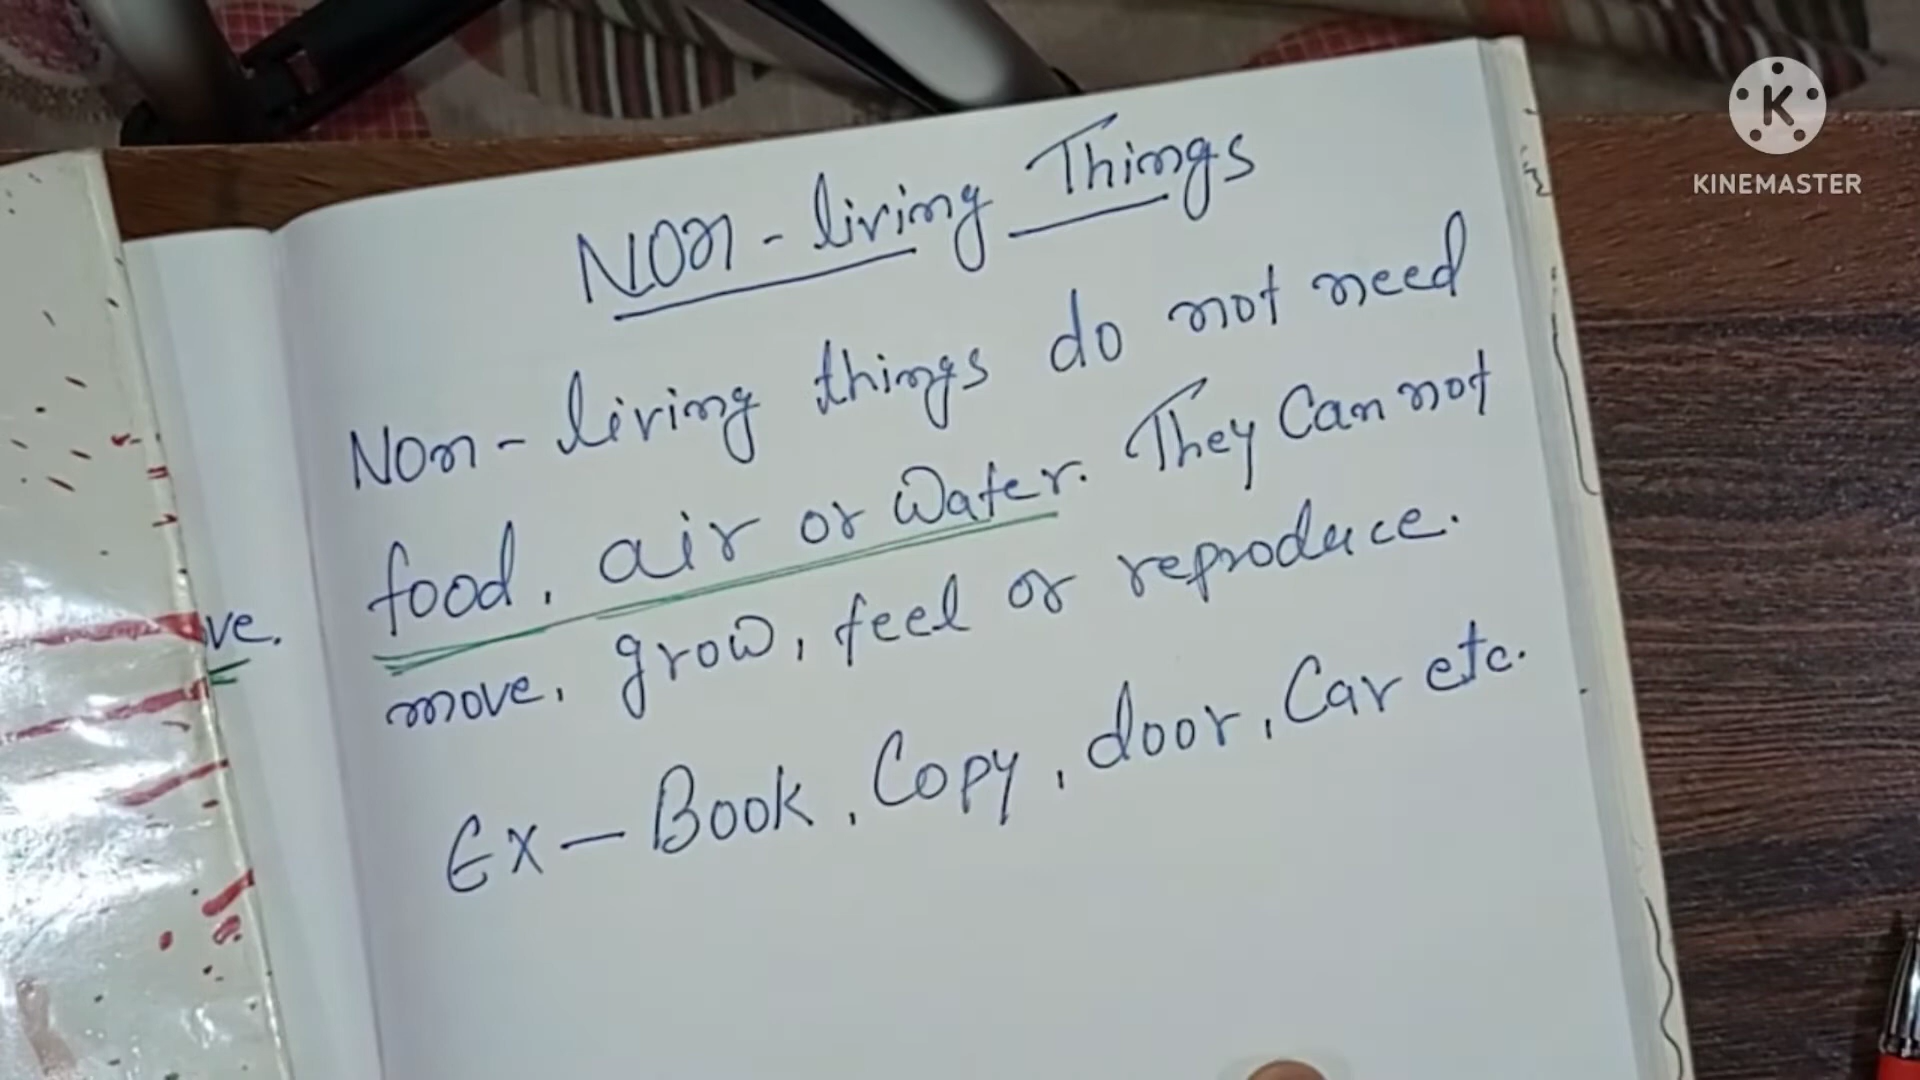 Non-living Things
Non-living things do not need
food, air or water. They Can not
move, grow, feel or reproduce.
Ex- Book, Copy, door, Car etc.
ve.
K
KINEMASTER